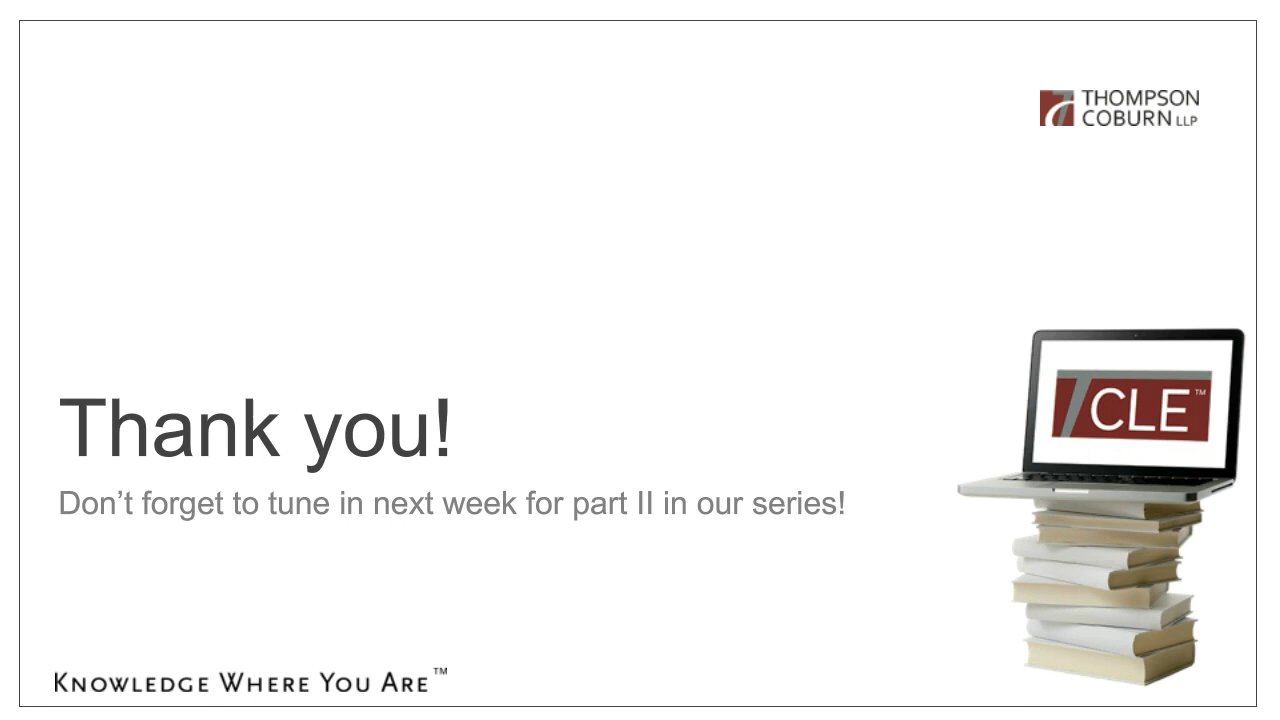 THOMPSON
COBURN LLP
CLE™
Thank you!
Don’t forget to tune in next week for part II in our series!
KNOWLEDGE WHERE YOU ARE™